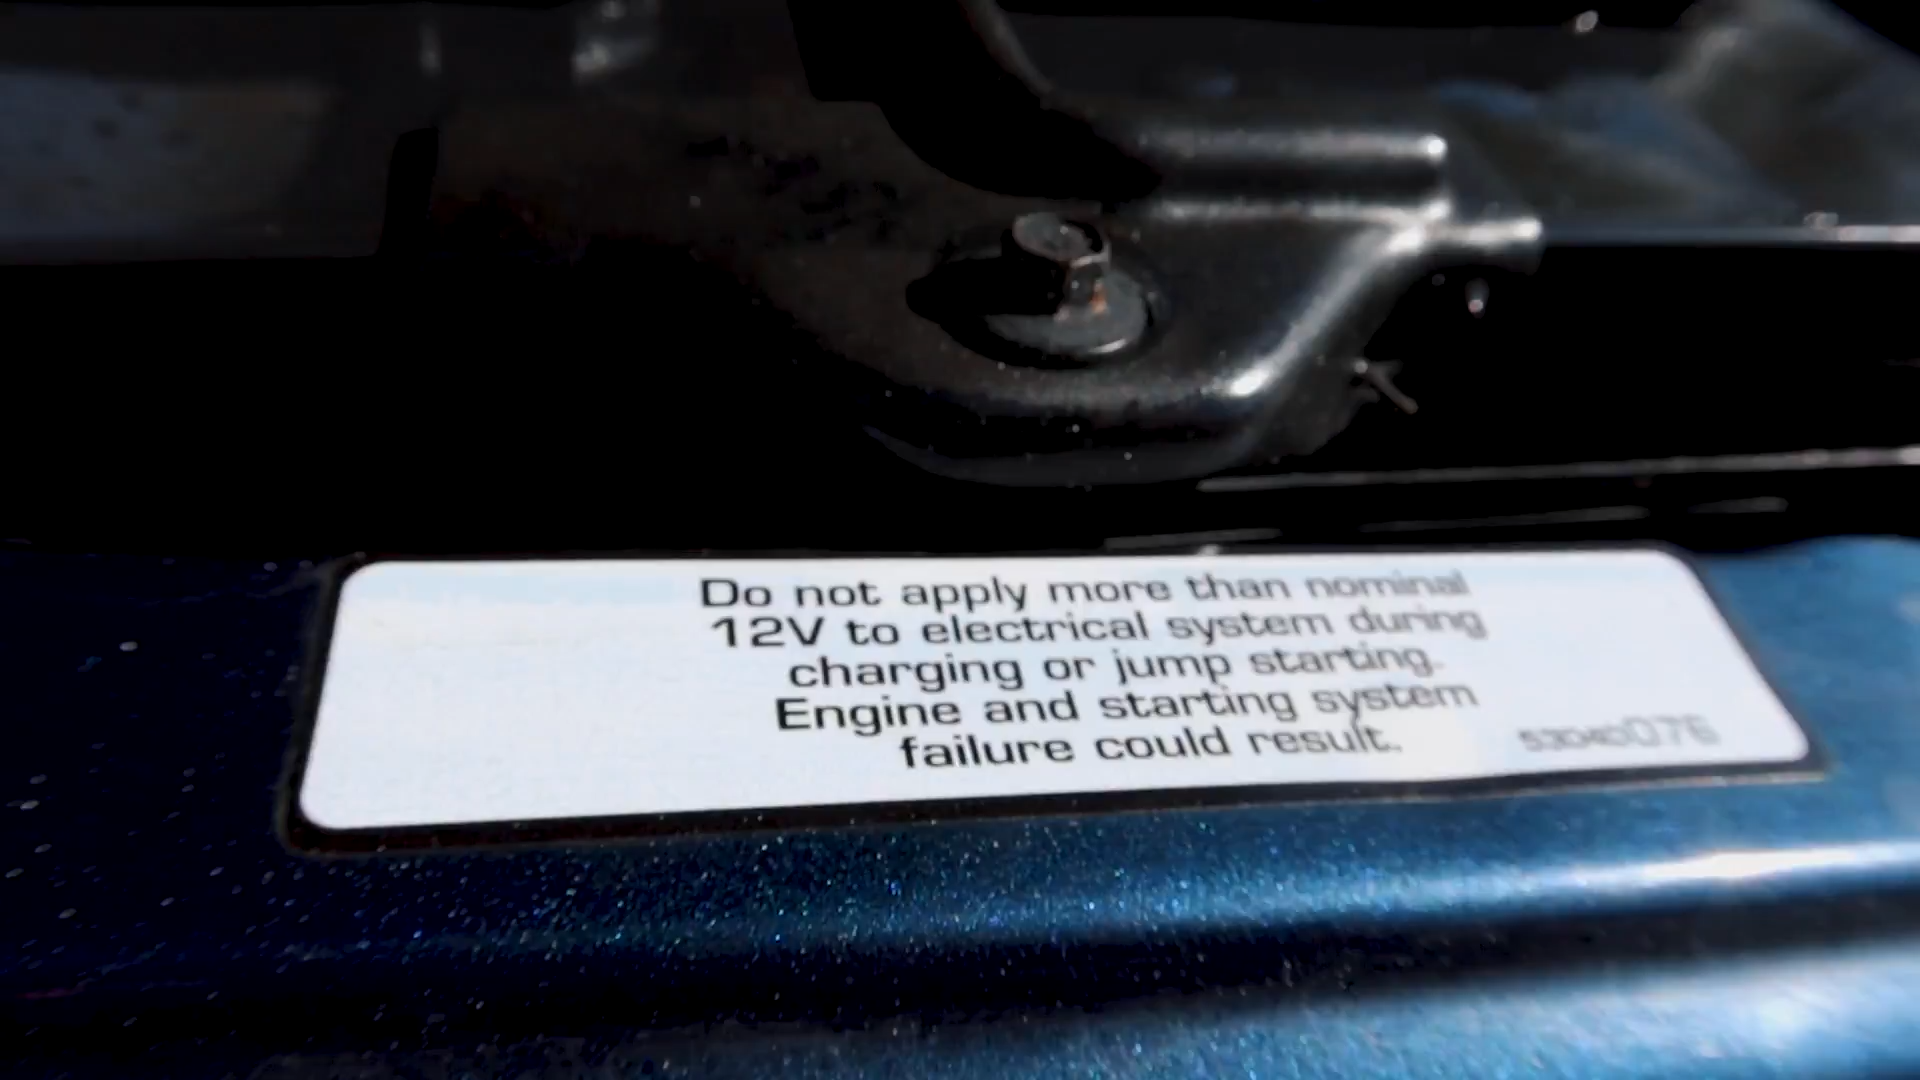 Do not apply more than nominal
12V to electrical system during
charging or jump starting.
Engine and starting system
failure could result.